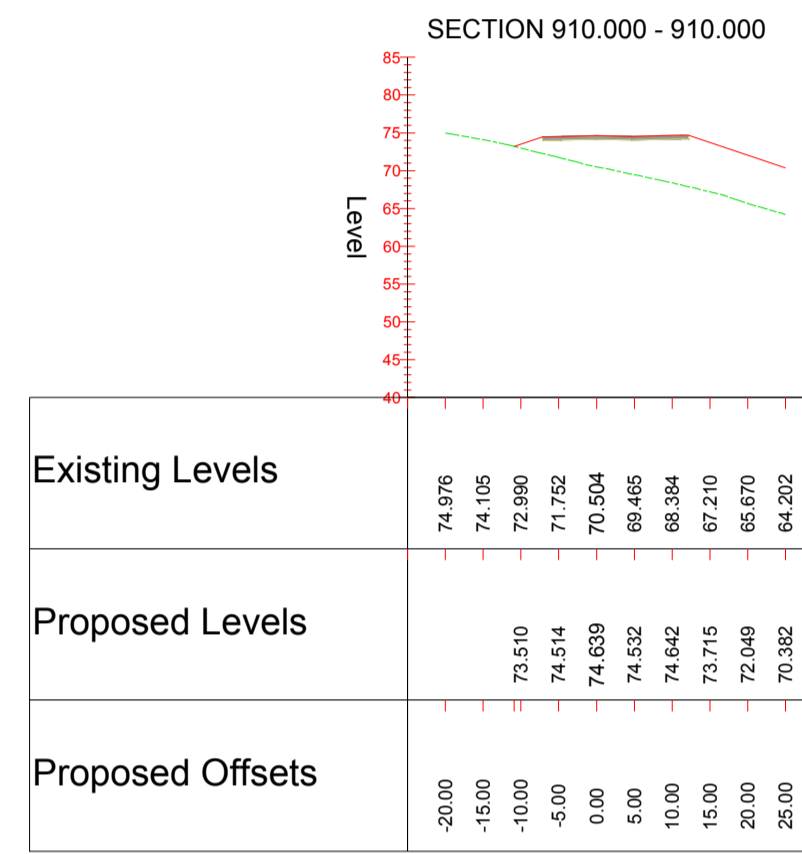 SECTION 910.000 - 910.000
85
80
75
70
65
60
55
50
45
40
Level
Existing Levels
74.976 74.105 72.990 71.752 70.504 69.465 68.384 67.210 65.670 64.202
Proposed Levels
73.510 74.514 74.639 74.532 74.642 73.715 72.049 70.382
Proposed Offsets
-20.00 -15.00 -10.00 -5.00 0.00 5.00 10.00 15.00 20.00 25.00